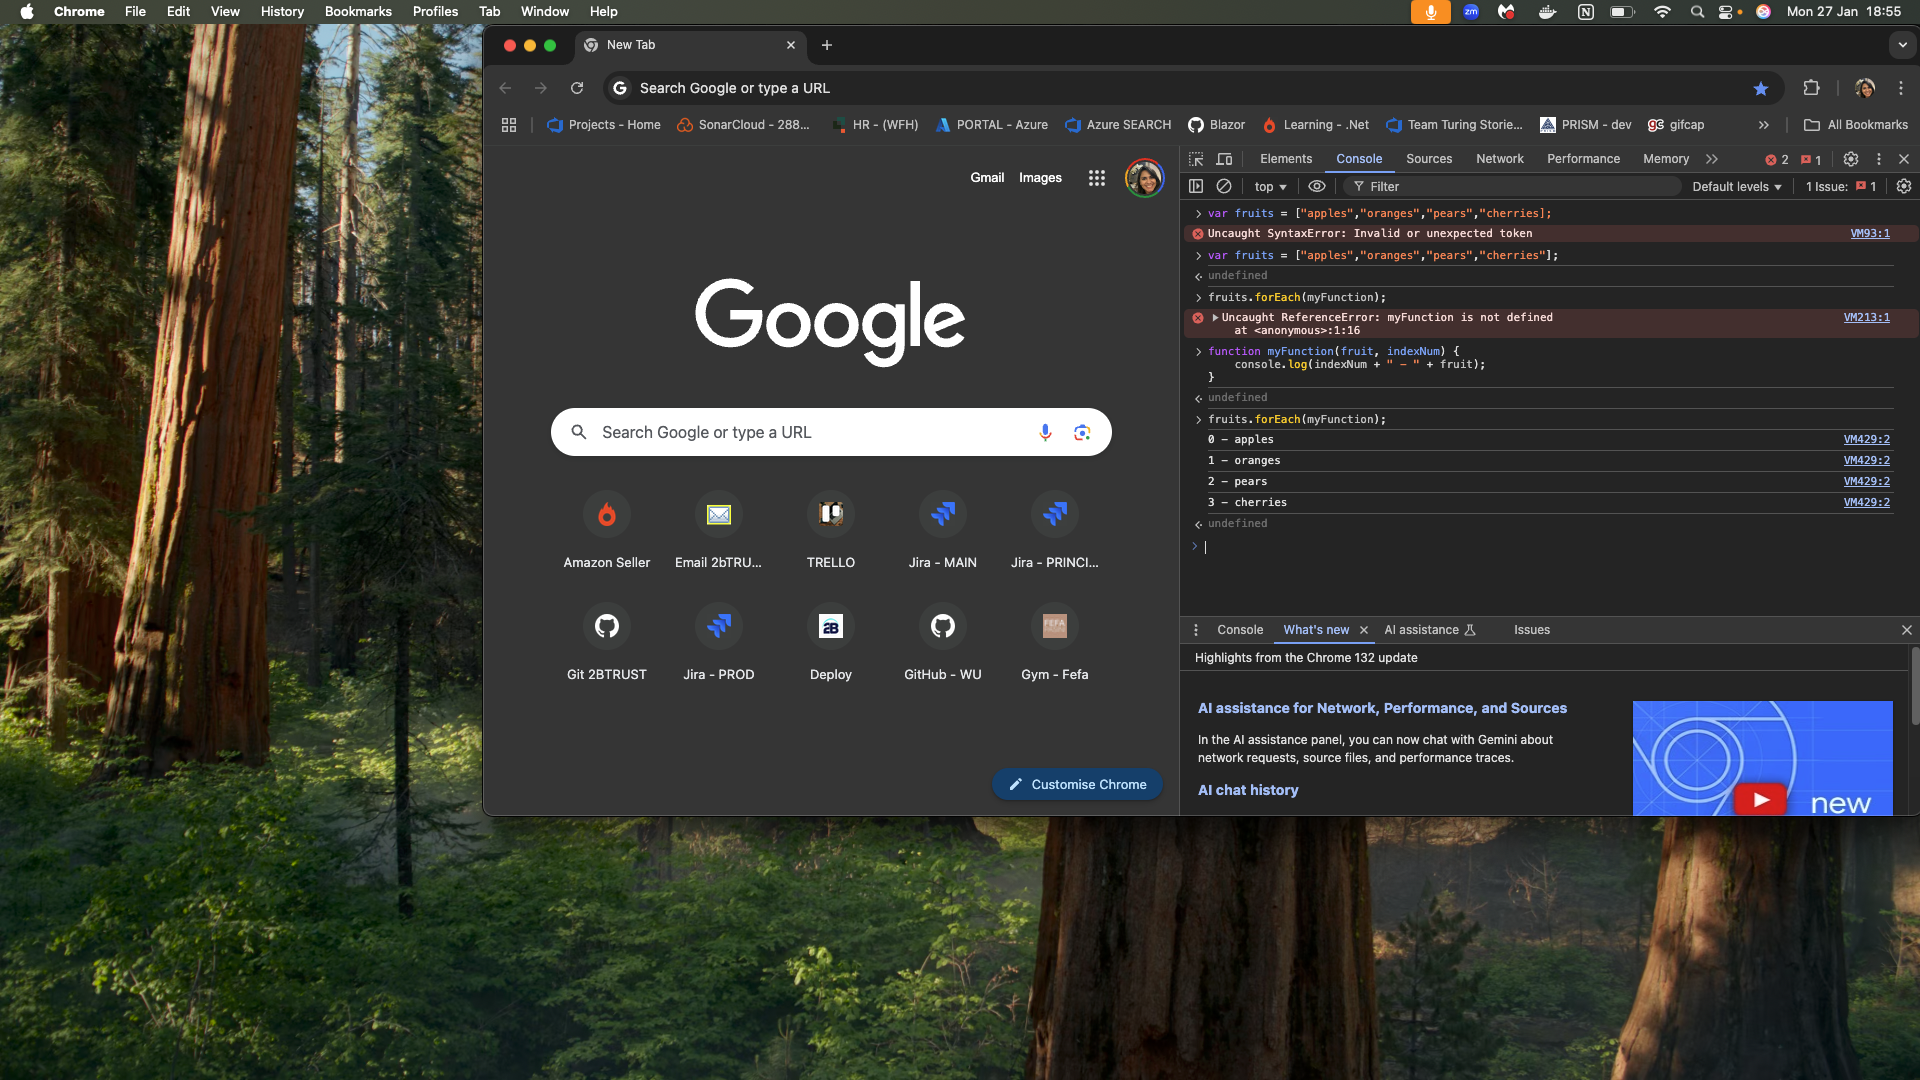 Chrome File Edit View History Bookmarks Profiles Tab Window Help
zm N Mon 27 Jan 18:55
New Tab
Search Google or type a URL
Projects - Home SonarCloud - 288... HR - (WFH) PORTAL - Azure Azure SEARCH Blazor Learning - .Net Team Turing Storie... PRISM - dev gifcap All Bookmarks
Gmail Images
Google
Search Google or type a URL
Amazon Seller Email 2bTRU... TRELLO Jira - MAIN Jira - PRINCI...
2B FEFA
Git 2BTRUST Jira - PROD Deploy GitHub - WU Gym - Fefa
Customise Chrome
Elements Console Sources Network Performance Memory 2 1
top Filter Default levels 1 Issue: 1
var fruits = ["apples","oranges","pears","cherries];
Uncaught SyntaxError: Invalid or unexpected token VM93:1
var fruits = ["apples","oranges","pears","cherries"];
undefined
fruits.forEach(myFunction);
Uncaught ReferenceError: myFunction is not defined VM213:1
at <anonymous>:1:16
function myFunction(fruit, indexNum) {
console.log(indexNum + " - " + fruit);
}
undefined
fruits.forEach(myFunction);
0 - apples VM429:2
1 - oranges VM429:2
2 - pears VM429:2
3 - cherries VM429:2
undefined
Console What's new AI assistance Issues
Highlights from the Chrome 132 update
AI assistance for Network, Performance, and Sources
In the AI assistance panel, you can now chat with Gemini about
network requests, source files, and performance traces.
AI chat history
new